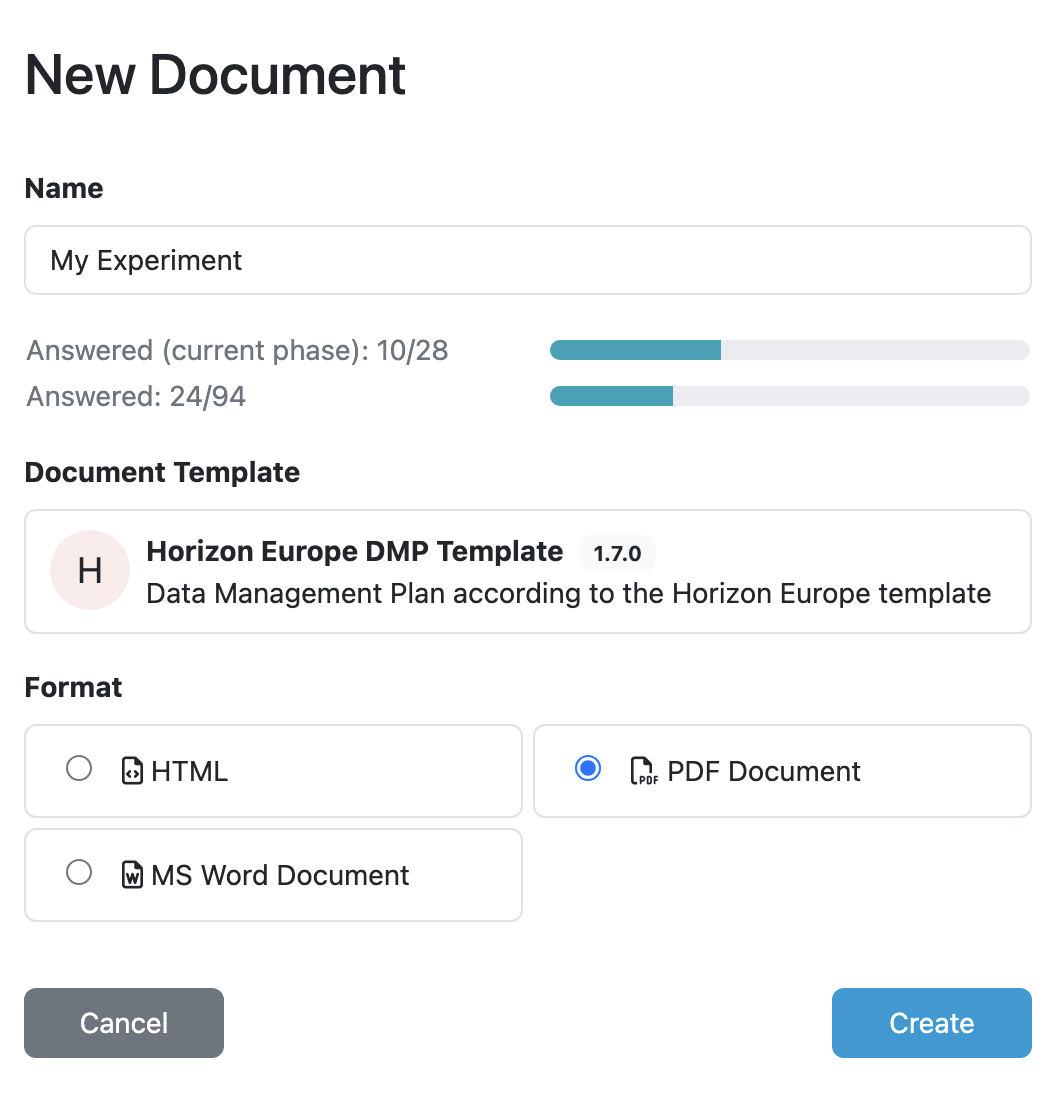 New Document
Name
My Experiment
Answered (current phase): 10/28
Answered: 24/94
Document Template
H
Horizon Europe DMP Template 1.7.0
Data Management Plan according to the Horizon Europe template
Format
HTML
PDF PDF Document
W MS Word Document
Cancel Create